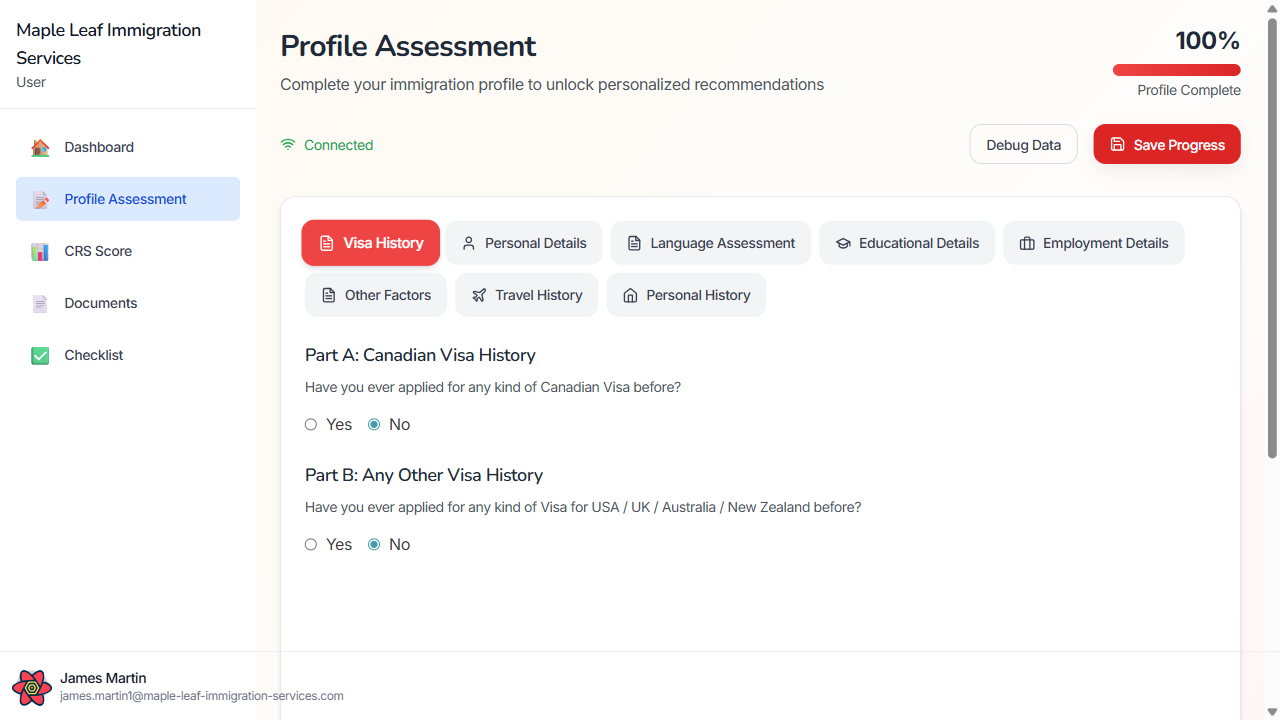 Maple Leaf Immigration
Services
User
Dashboard
Profile Assessment
CRS Score
Documents
Checklist
James Martin
james.martin1@maple-leaf-immigration-services.com
Profile Assessment
Complete your immigration profile to unlock personalized recommendations
100%
Profile Complete
Connected
Debug Data
Save Progress
Visa History
Personal Details
Language Assessment
Educational Details
Employment Details
Other Factors
Travel History
Personal History
Part A: Canadian Visa History
Have you ever applied for any kind of Canadian Visa before?
Yes No
Part B: Any Other Visa History
Have you ever applied for any kind of Visa for USA / UK / Australia / New Zealand before?
Yes No